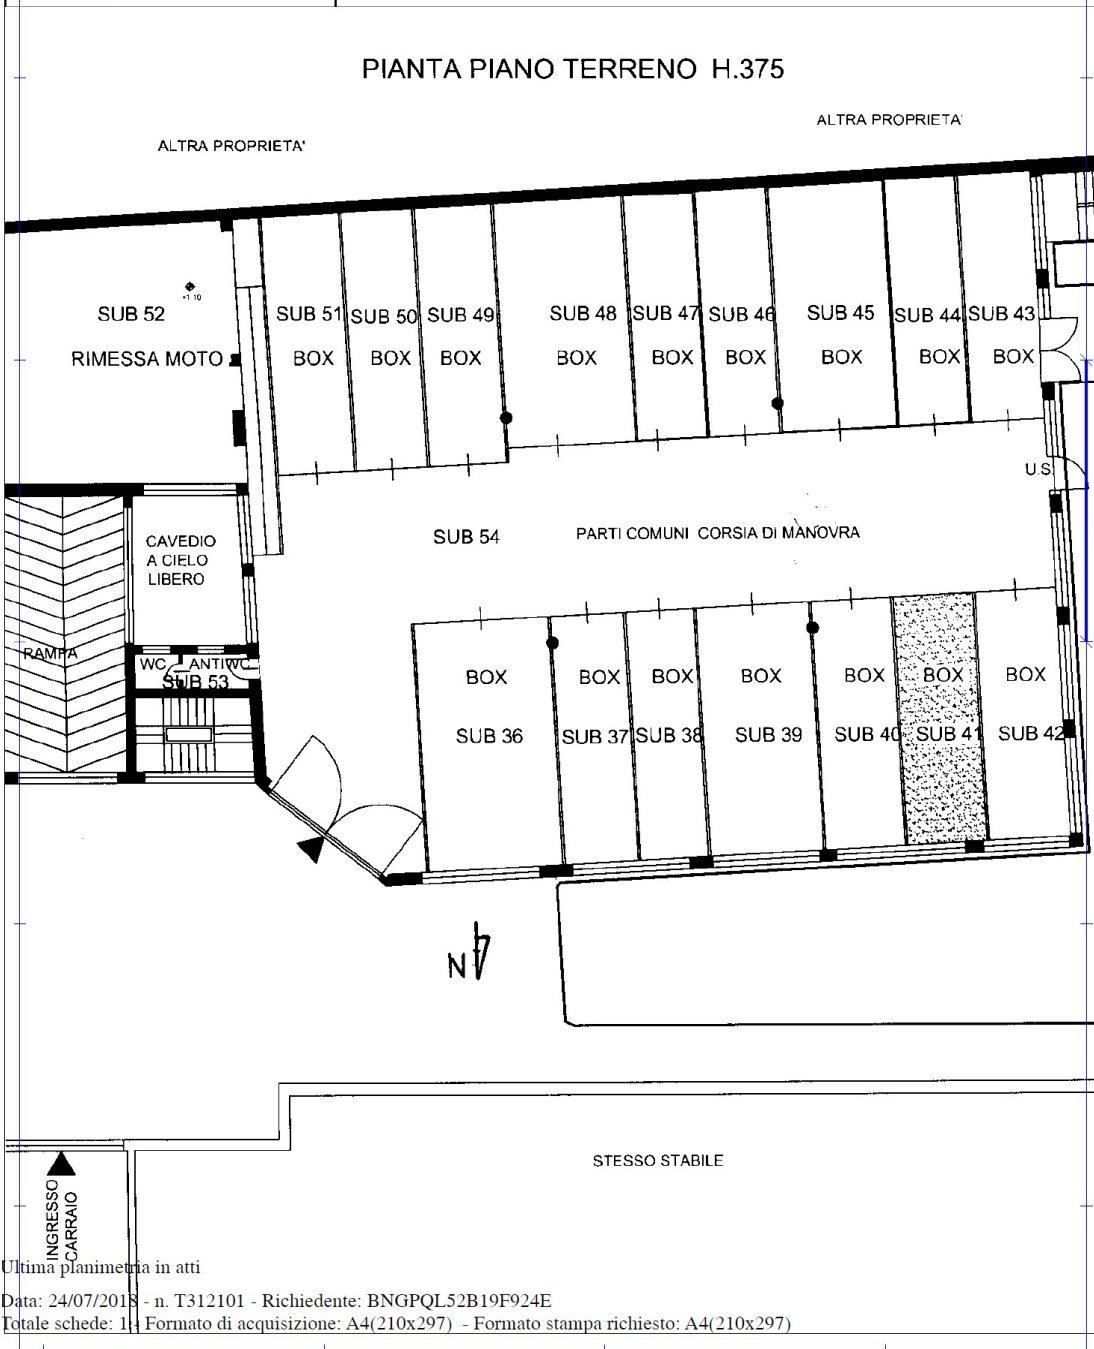 PIANTA PIANO TERRENO H.375
ALTRA PROPRIETA'
ALTRA PROPRIETA'
+1.10
SUB 52
RIMESSA MOTO
SUB 51
BOX
SUB 50
BOX
SUB 49
BOX
SUB 48
BOX
SUB 47
BOX
SUB 46
BOX
SUB 45
BOX
SUB 44
BOX
SUB 43
BOX
U.S.
SUB 54
PARTI COMUNI CORSIA DI MANOVRA
CAVEDIO
A CIELO
LIBERO
RAMPA
WC
ANTIWC
SUB 53
BOX
SUB 36
BOX
SUB 37
BOX
SUB 38
BOX
SUB 39
BOX
SUB 40
BOX
SUB 41
BOX
SUB 42
N
STESSO STABILE
INGRESSO
CARRAIO
Ultima planimetria in atti
Data: 24/07/2018 - n. T312101 - Richiedente: BNGPQL52B19F924E
Totale schede: 1 - Formato di acquisizione: A4(210x297) - Formato stampa richiesto: A4(210x297)